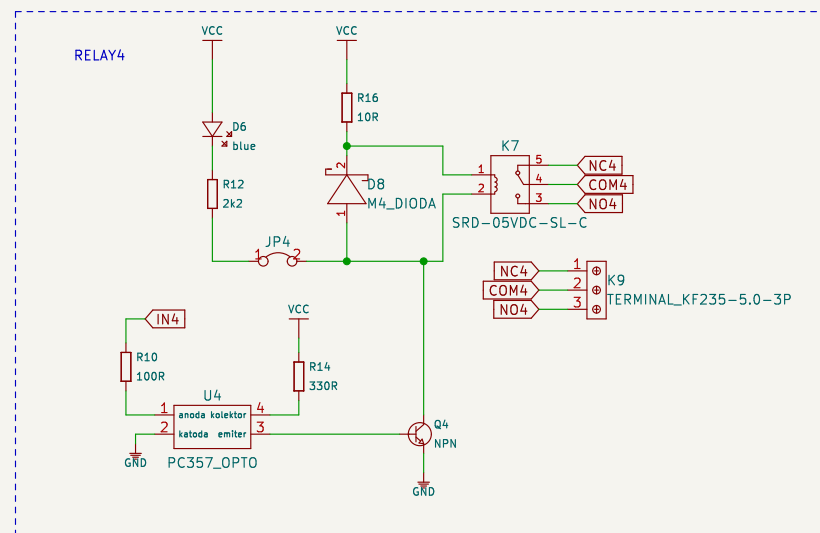 VCC
VCC
RELAY4
R16
10R
D6
blue
K7
1
2
5
4
3
NC4
COM4
NO4
SRD-05VDC-SL-C
2
D8
M4_DIODA
1
R12
2k2
JP4
1
2
NC4
COM4
NO4
1
2
3
K9
TERMINAL_KF235-5.0-3P
IN4
VCC
R10
100R
R14
330R
U4
1
2
anoda kolektor
katoda emiter
4
3
GND
PC357_OPTO
Q4
NPN
GND